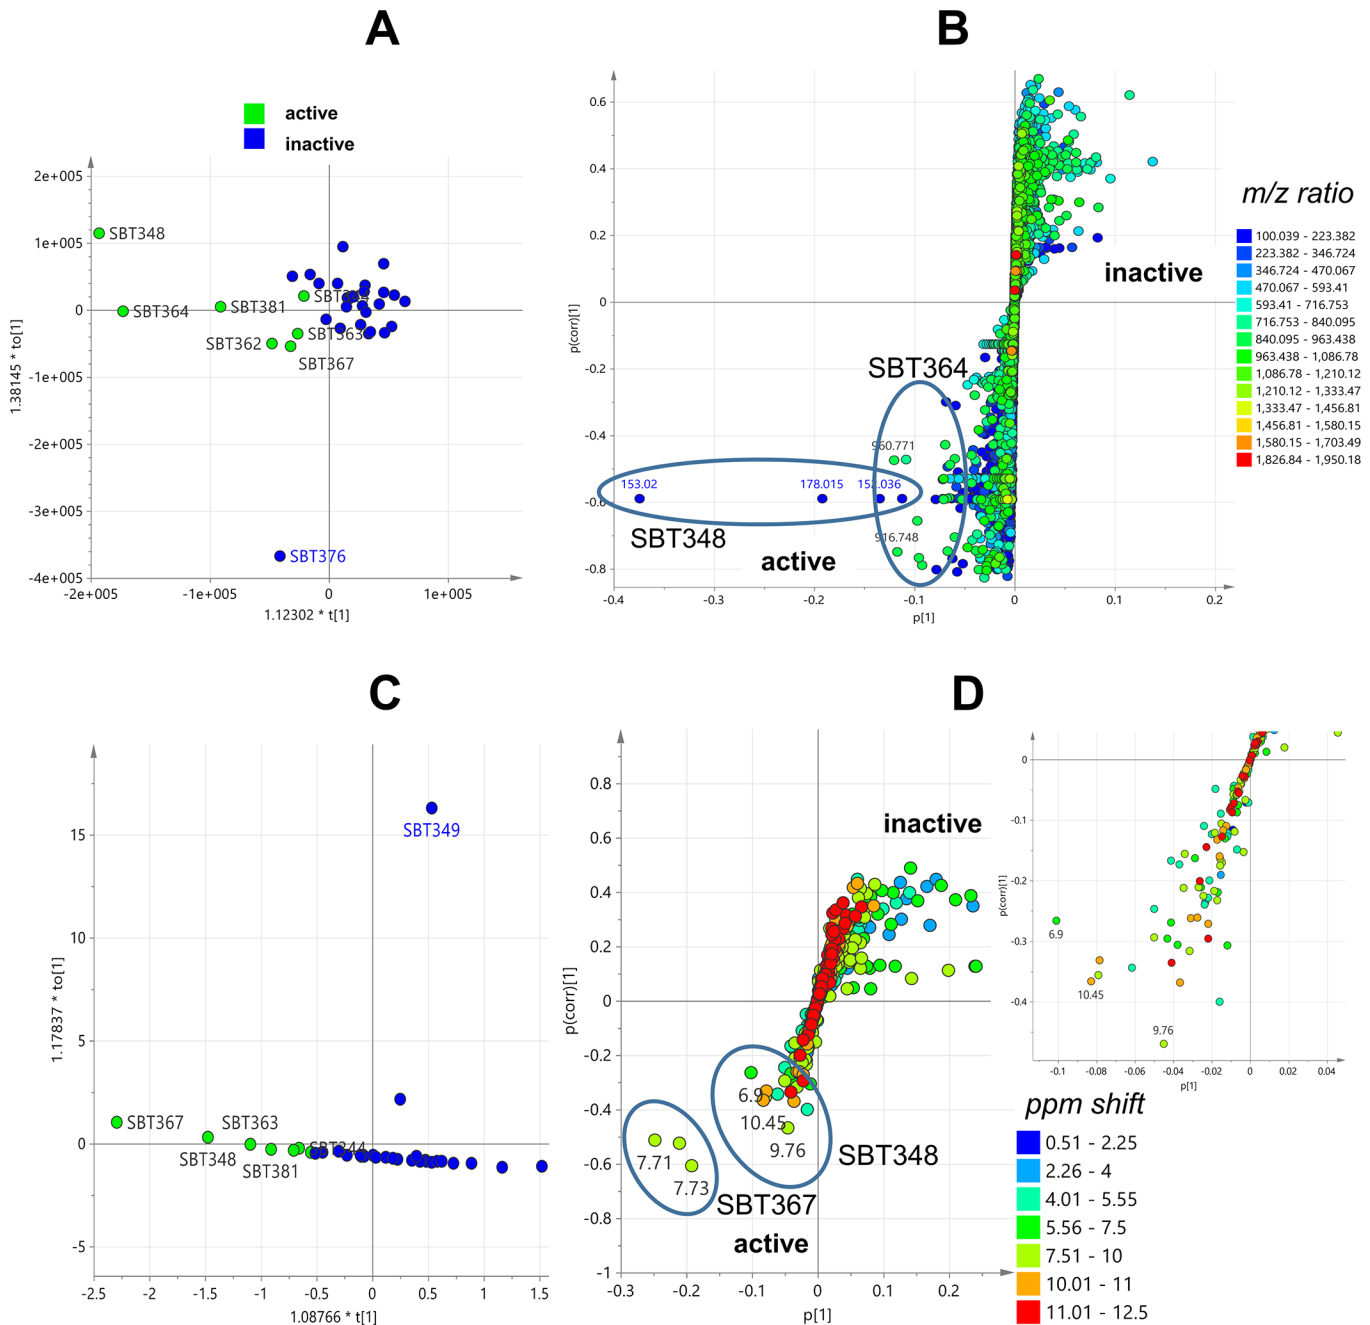 A
active
inactive
2e+005
1e+005
0
-1e+005
-2e+005
-3e+005
-4e+005
1.38145 * to[1]
SBT348
SBT364
SBT381
SBT344
SBT363
SBT362
SBT367
SBT376
-2e+005
-1e+005
0
1e+005
1.12302 * t[1]
B
0.6
0.4
0.2
0
-0.2
-0.4
-0.6
-0.8
p(corr)[1]
inactive
SBT364
960.771
153.02
178.015
916.748
SBT348
active
-0.4
-0.3
-0.2
-0.1
0
0.1
0.2
p[1]
m/z ratio
100.039 - 223.382
223.382 - 346.724
346.724 - 470.067
470.067 - 593.41
593.41 - 716.753
716.753 - 840.095
840.095 - 963.438
963.438 - 1,086.78
1,086.78 - 1,210.12
1,210.12 - 1,333.47
1,333.47 - 1,456.81
1,456.81 - 1,580.15
1,580.15 - 1,703.49
1,826.84 - 1,950.18
C
15
10
5
0
-5
1.17837 * to[1]
SBT349
SBT367
SBT363
SBT348
SBT344
SBT381
-2.5
-2
-1.5
-1
-0.5
0
0.5
1
1.5
1.08766 * t[1]
D
0.8
0.6
0.4
0.2
0
-0.2
-0.4
-0.6
-0.8
-1
p(corr)[1]
inactive
6.9
10.45
9.76
SBT348
7.71
7.73
SBT367
active
-0.3
-0.2
-0.1
0
0.1
0.2
p[1]
0
-0.1
-0.2
-0.3
-0.4
p(corr)[1]
6.9
10.45
9.76
-0.1
-0.08
-0.06
-0.04
-0.02
0
0.02
0.04
p[1]
ppm shift
0.51 - 2.25
2.26 - 4
4.01 - 5.55
5.56 - 7.5
7.51 - 10
10.01 - 11
11.01 - 12.5